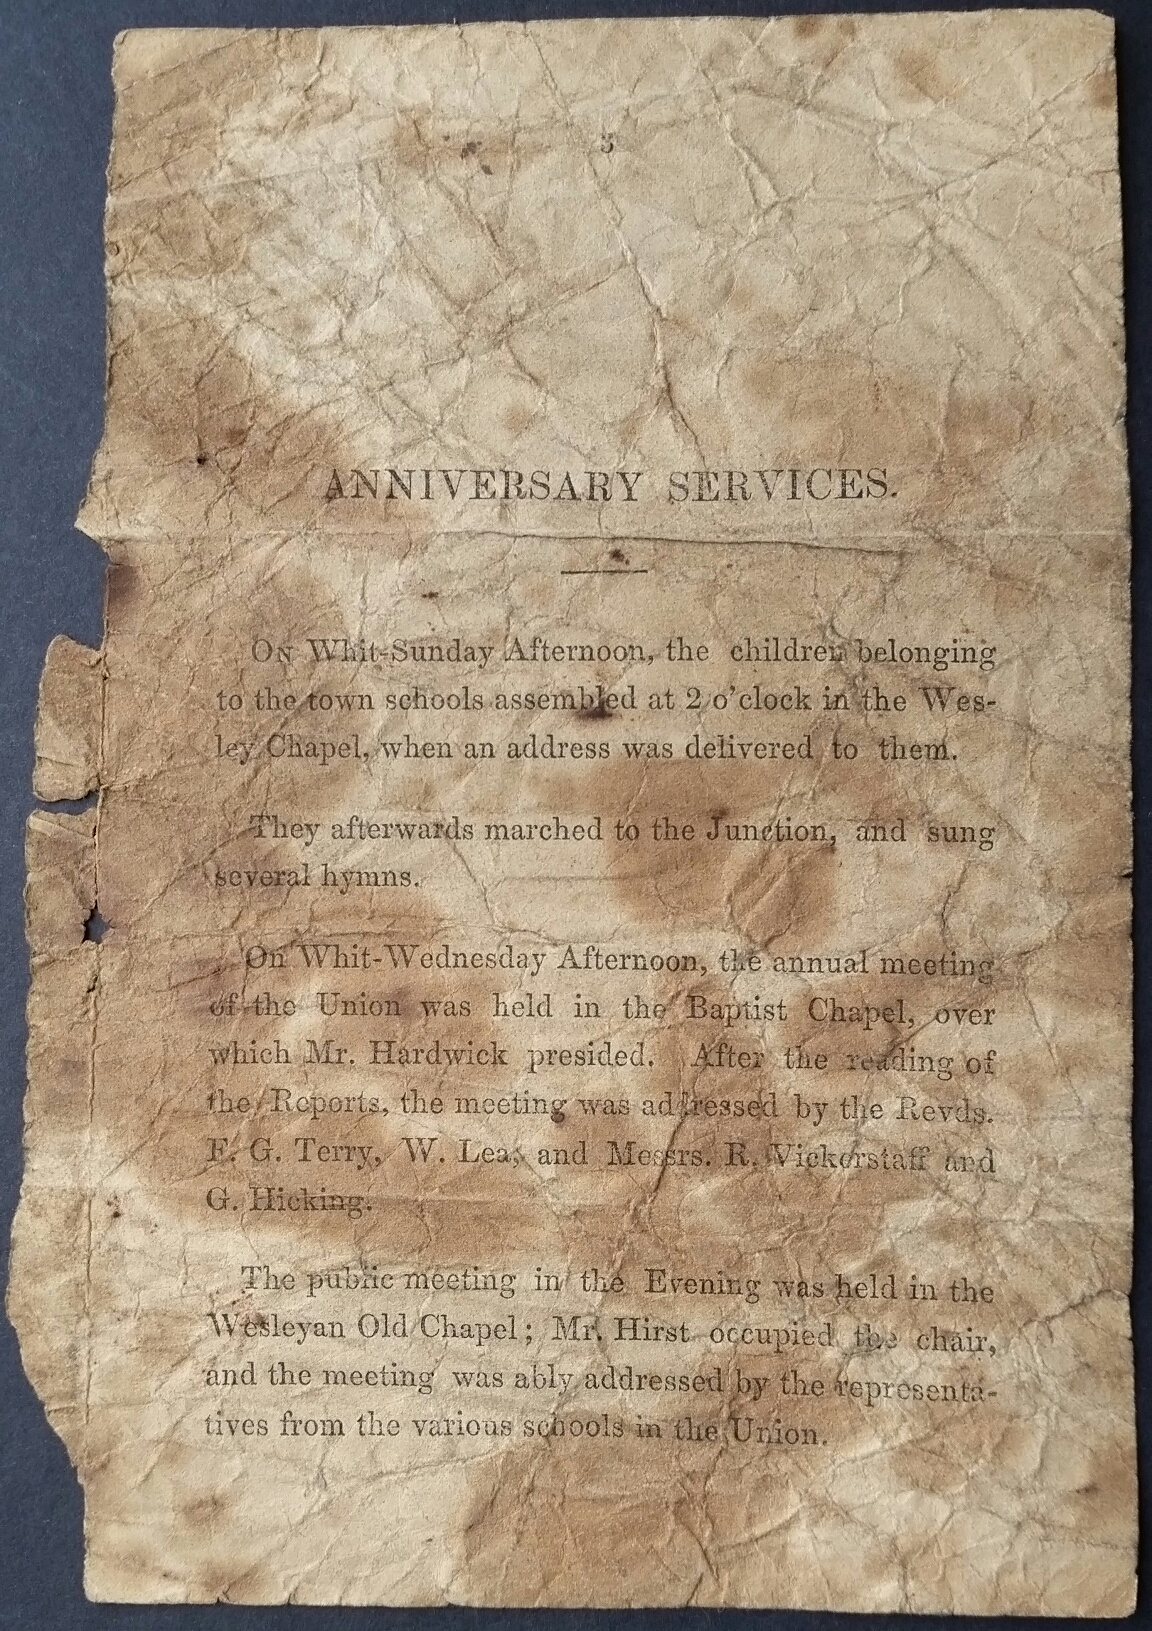 5
ANNIVERSARY SERVICES.
On Whit-Sunday Afternoon, the children belonging
to the town schools assembled at 2 o'clock in the Wes-
ley Chapel, when an address was delivered to them.
They afterwards marched to the Junction, and sung
several hymns.
On Whit-Wednesday Afternoon, the annual meeting
of the Union was held in the Baptist Chapel, over
which Mr. Hardwick presided. After the reading of
the Reports, the meeting was addressed by the Revds.
F. G. Terry, W. Lea, and Messrs. R. Vickerstaff and
G. Hicking.
The public meeting in the Evening was held in the
Wesleyan Old Chapel; Mr. Hirst occupied the chair,
and the meeting was ably addressed by the representa-
tives from the various schools in the Union.